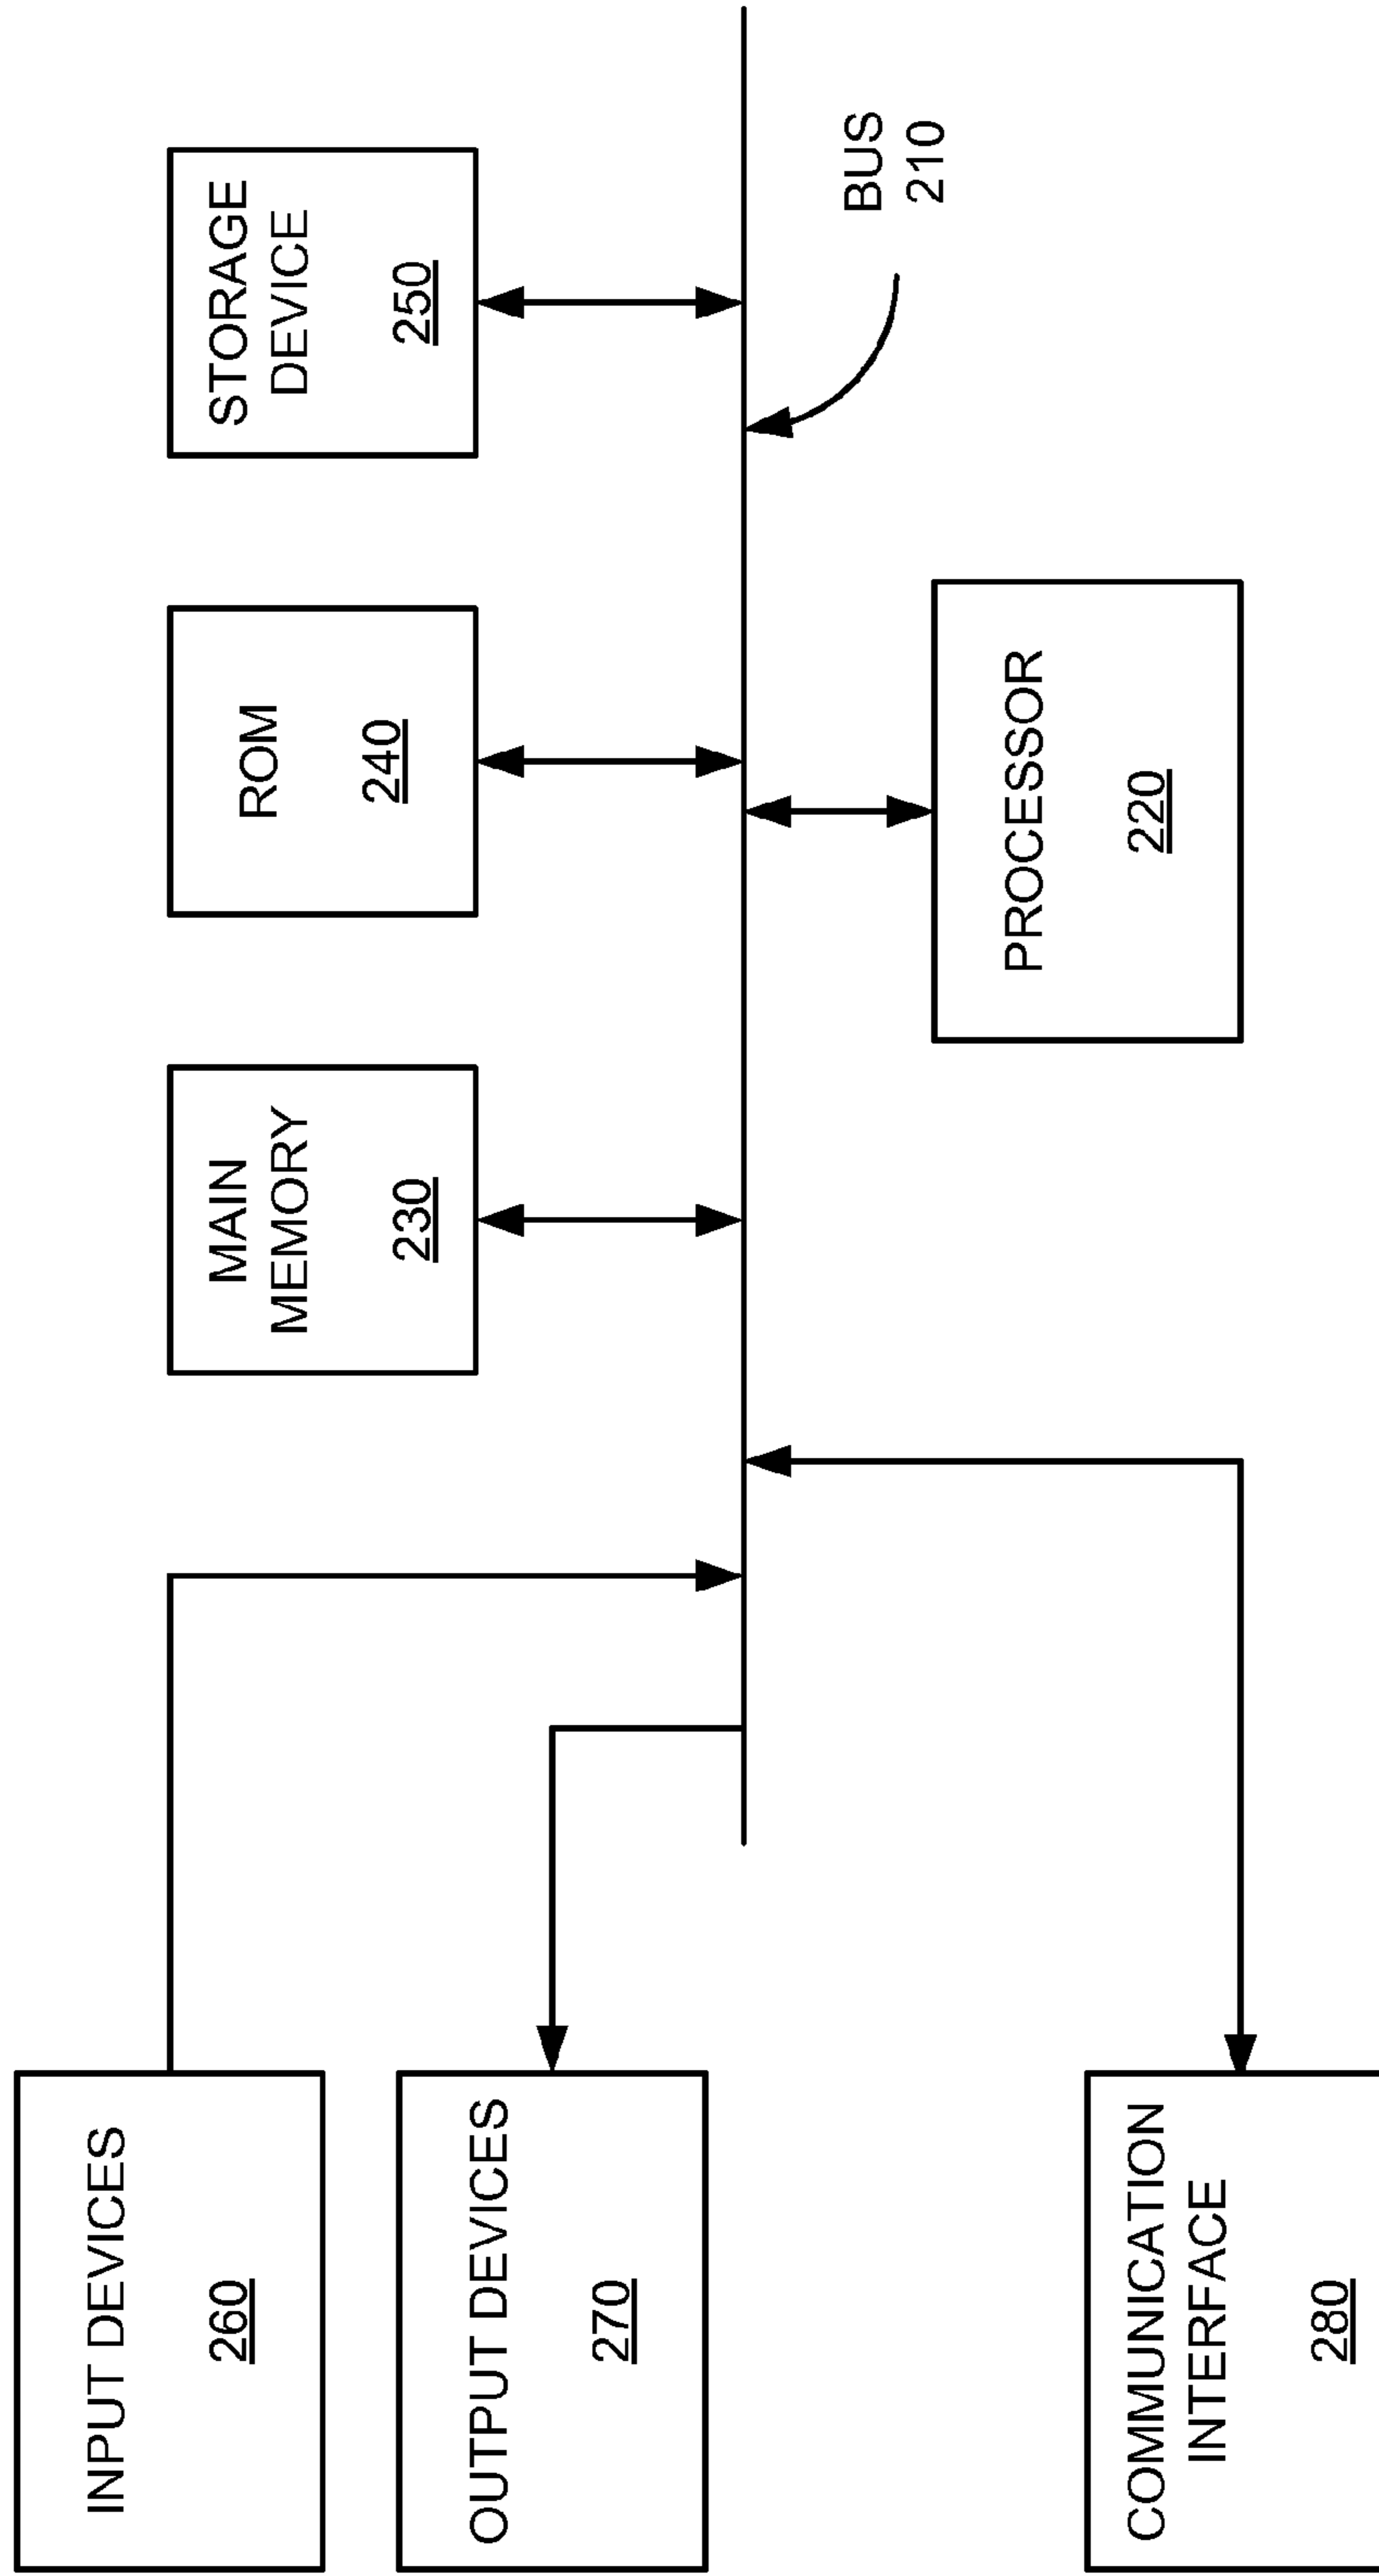 INPUT DEVICES
260
OUTPUT DEVICES
270
COMMUNICATION
INTERFACE
280
MAIN
MEMORY
230
ROM
240
STORAGE
DEVICE
250
PROCESSOR
220
BUS
210